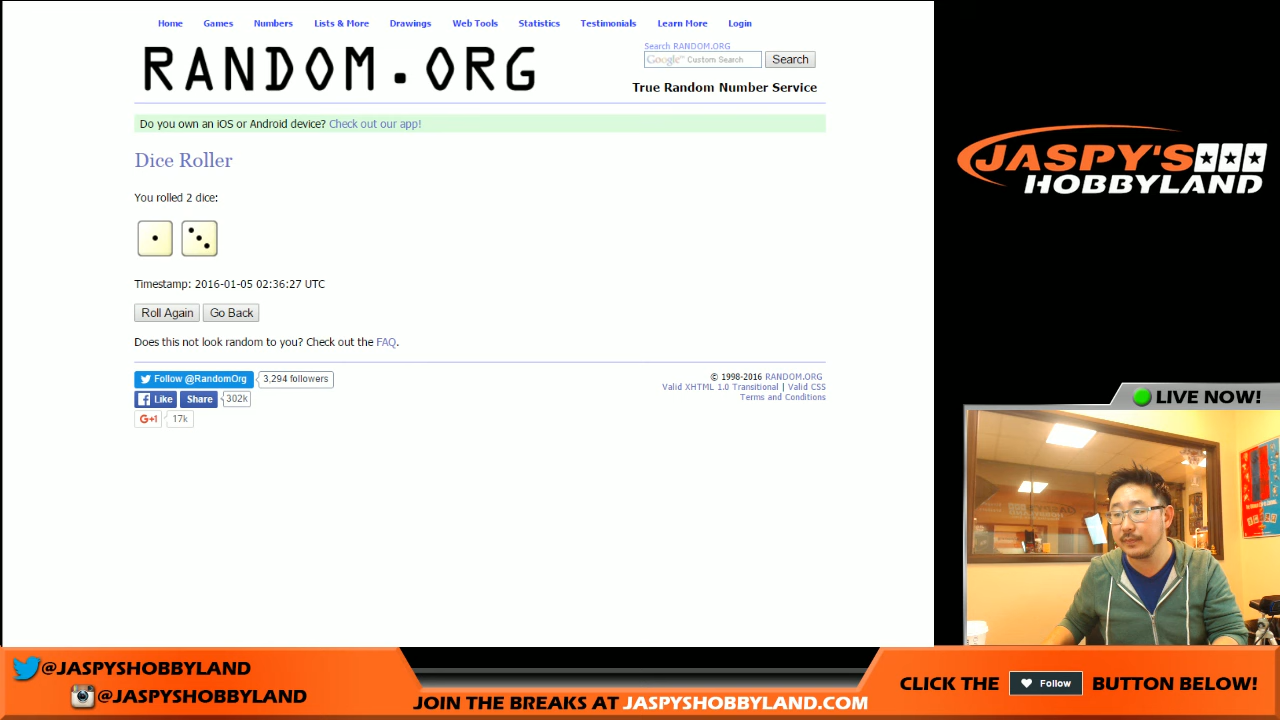 Home Games Numbers Lists & More Drawings Web Tools Statistics Testimonials Learn More Login
RANDOM.ORG
Search RANDOM.ORG
Google™ Custom Search Search
True Random Number Service
Do you own an iOS or Android device? Check out our app!
Dice Roller
You rolled 2 dice:
Timestamp: 2016-01-05 02:36:27 UTC
Roll Again Go Back
Does this not look random to you? Check out the FAQ.
Follow @RandomOrg 3,294 followers
Like Share 302k
G+1 17k
© 1998-2016 RANDOM.ORG
Valid XHTML 1.0 Transitional | Valid CSS
Terms and Conditions
JASPY'S
HOBBYLAND
LIVE NOW!
@JASPYSHOBBYLAND
@JASPYSHOBBYLAND
JOIN THE BREAKS AT JASPYSHOBBYLAND.COM
CLICK THE Follow BUTTON BELOW!